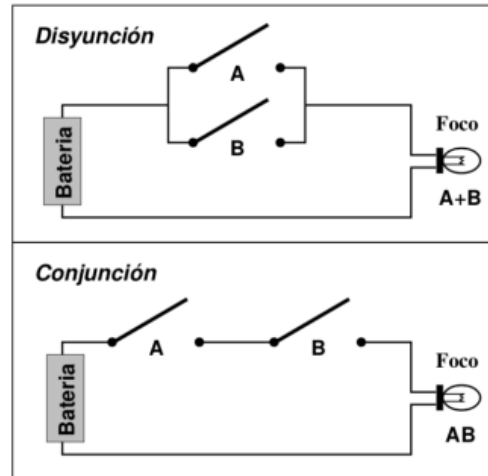 Disyunción
A
B
Bateria
Foco
A+B
Conjunción
A
B
Bateria
Foco
AB